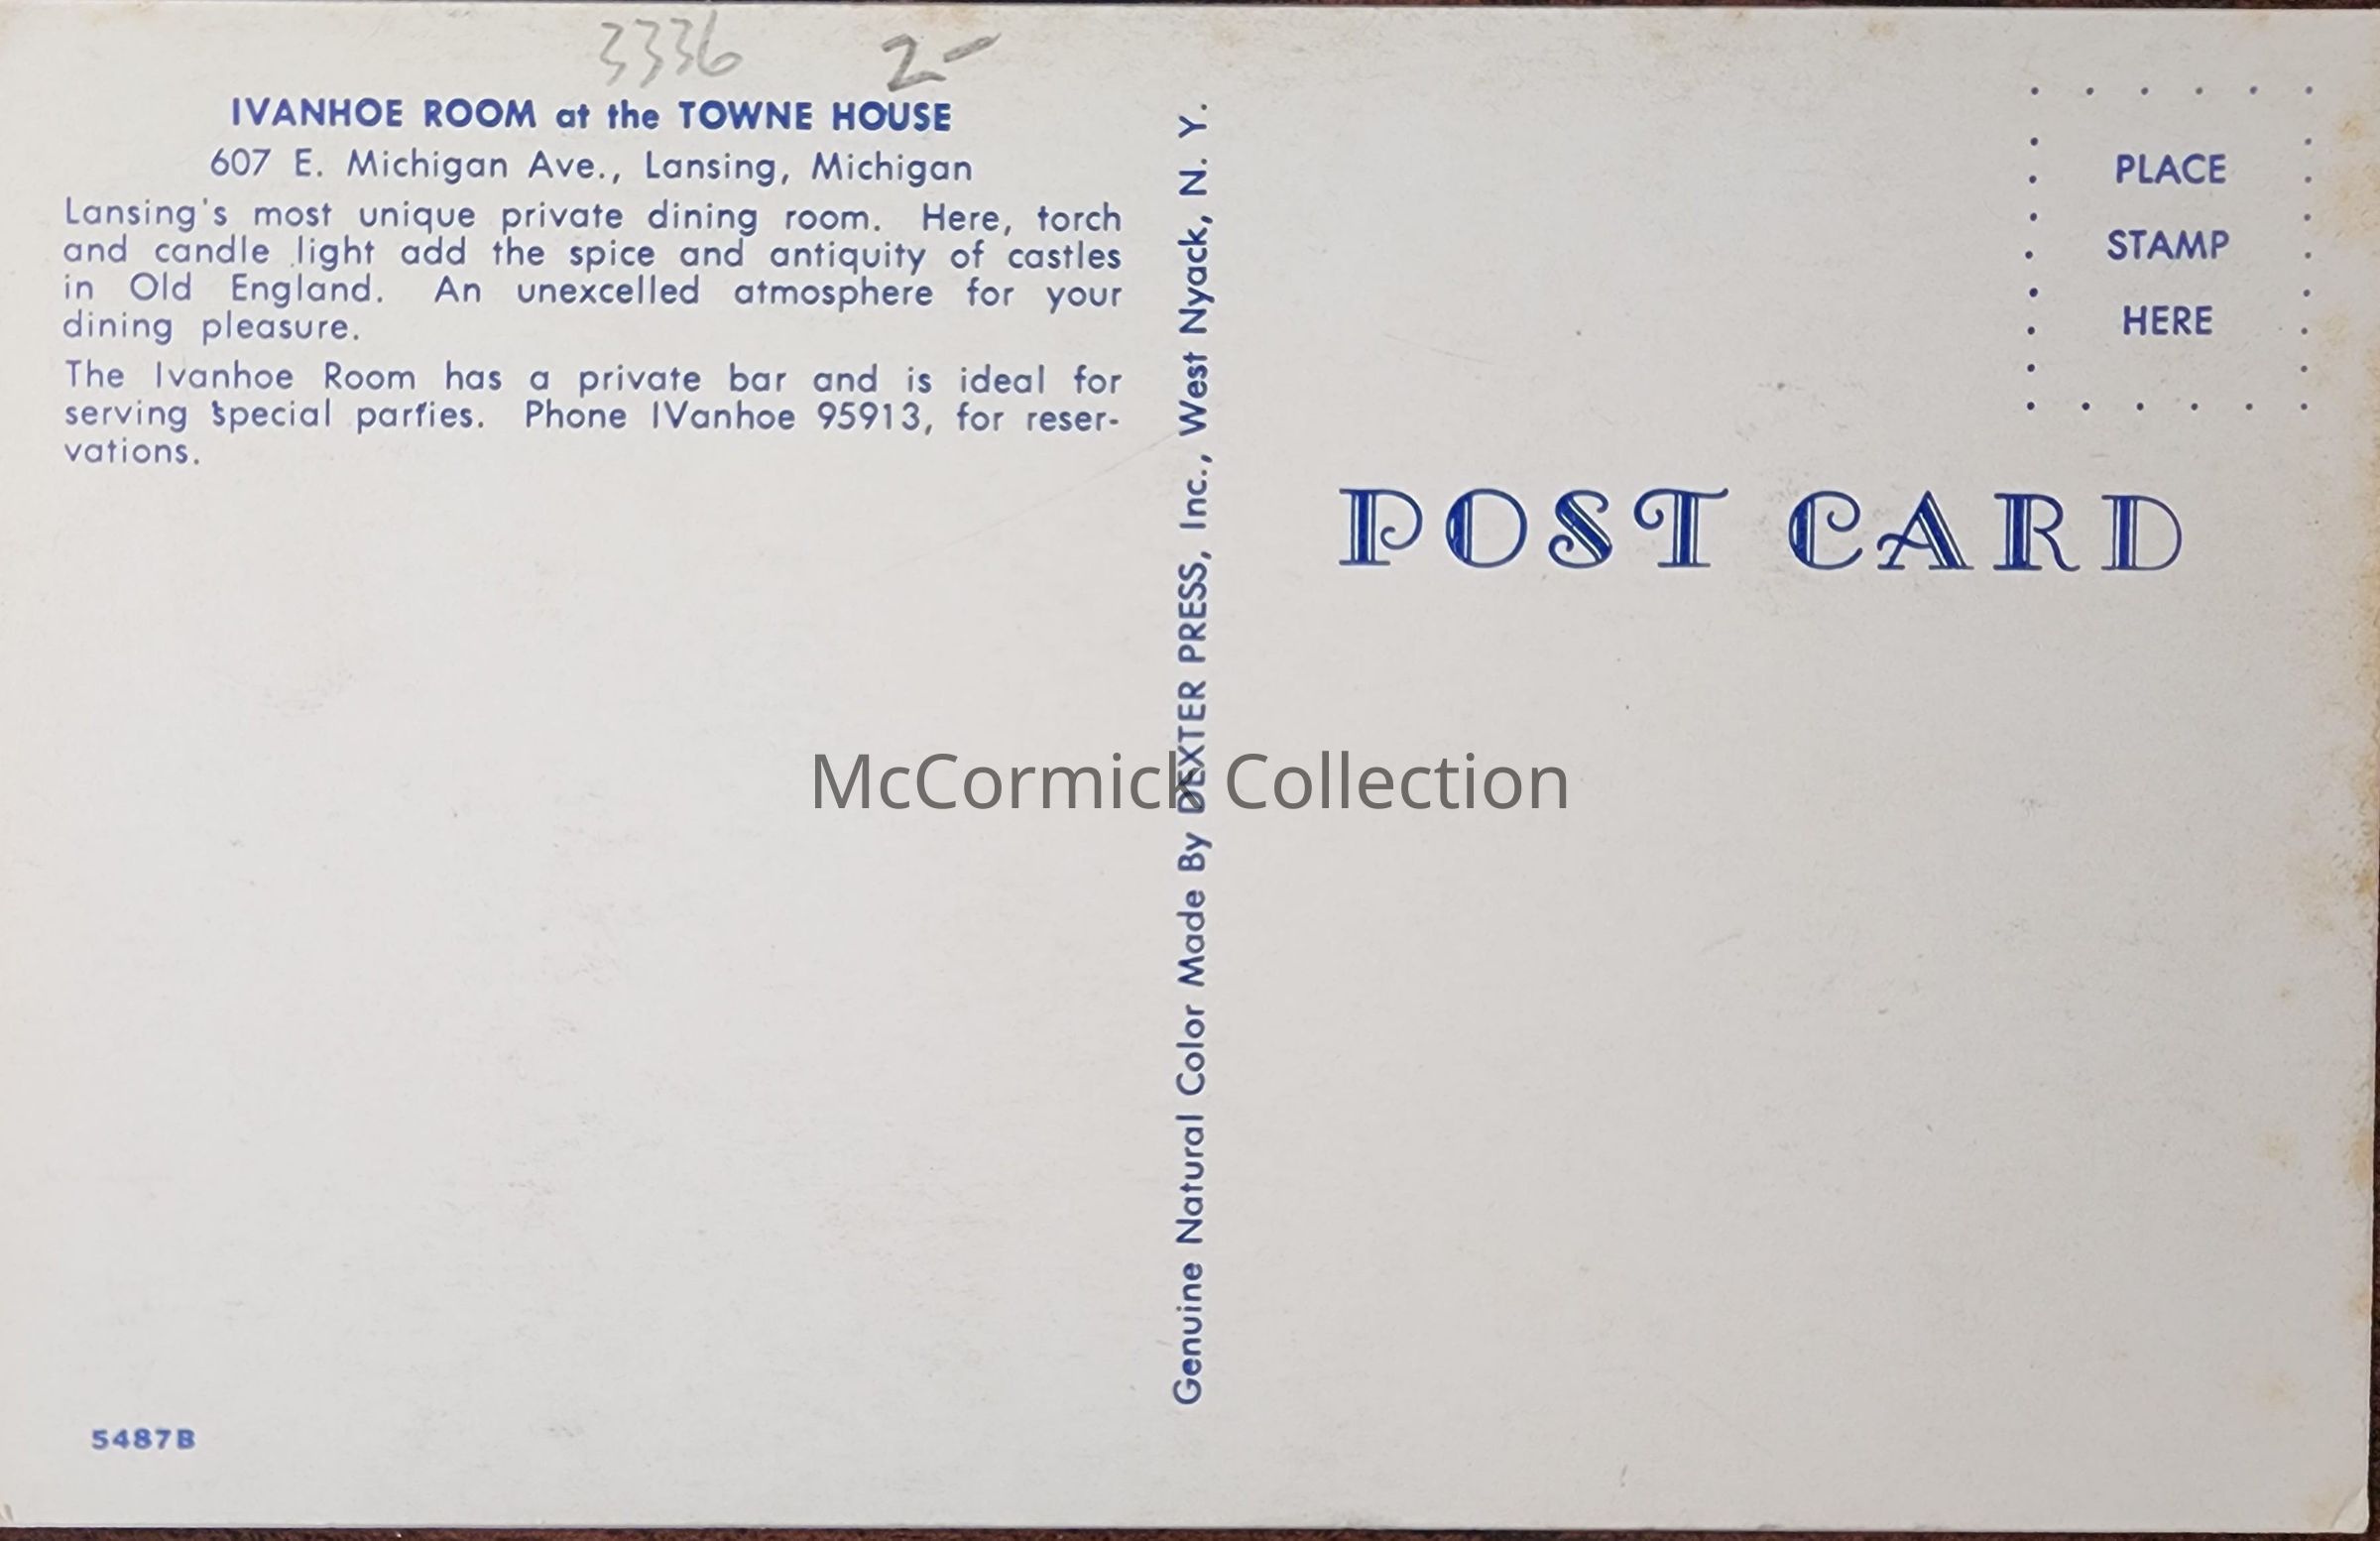 3336 2-
IVANHOE ROOM at the TOWNE HOUSE
607 E. Michigan Ave., Lansing, Michigan
Lansing's most unique private dining room. Here, torch
and candle light add the spice and antiquity of castles
in Old England. An unexcelled atmosphere for your
dining pleasure.
The Ivanhoe Room has a private bar and is ideal for
serving special parties. Phone IVanhoe 95913, for reser-
vations.
5487B
Genuine Natural Color Made By DEXTER PRESS, Inc., West Nyack, N. Y.
PLACE
STAMP
HERE
POST CARD
McCormick Collection